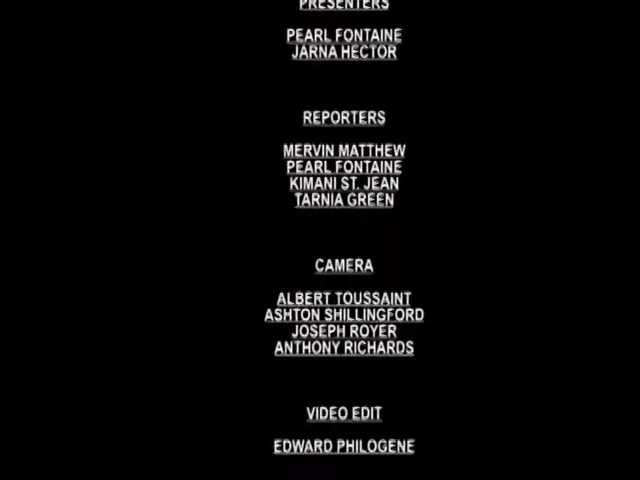 PRESENTERS
PEARL FONTAINE
JARNA HECTOR
REPORTERS
MERVIN MATTHEW
PEARL FONTAINE
KIMANI ST. JEAN
TARNIA GREEN
CAMERA
ALBERT TOUSSAINT
ASHTON SHILLINGFORD
JOSEPH ROYER
ANTHONY RICHARDS
VIDEO EDIT
EDWARD PHILOGENE